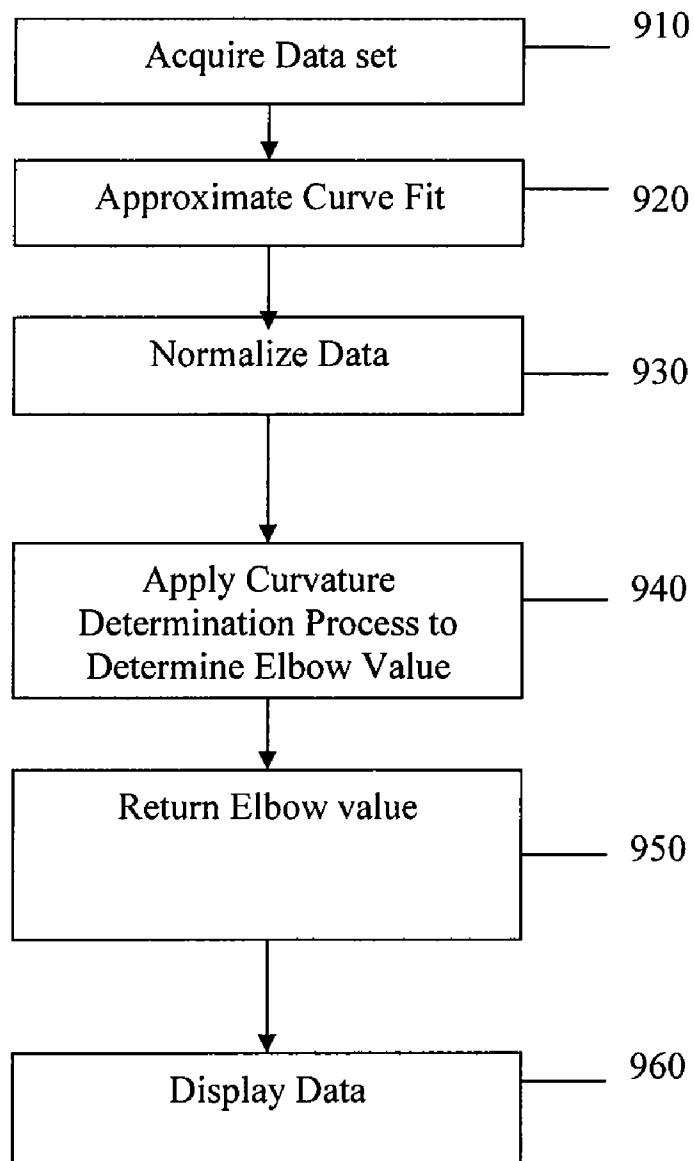 Acquire Data set
910
Approximate Curve Fit
920
Normalize Data
930
Apply Curvature
Determination Process to
Determine Elbow Value
940
Return Elbow value
950
Display Data
960